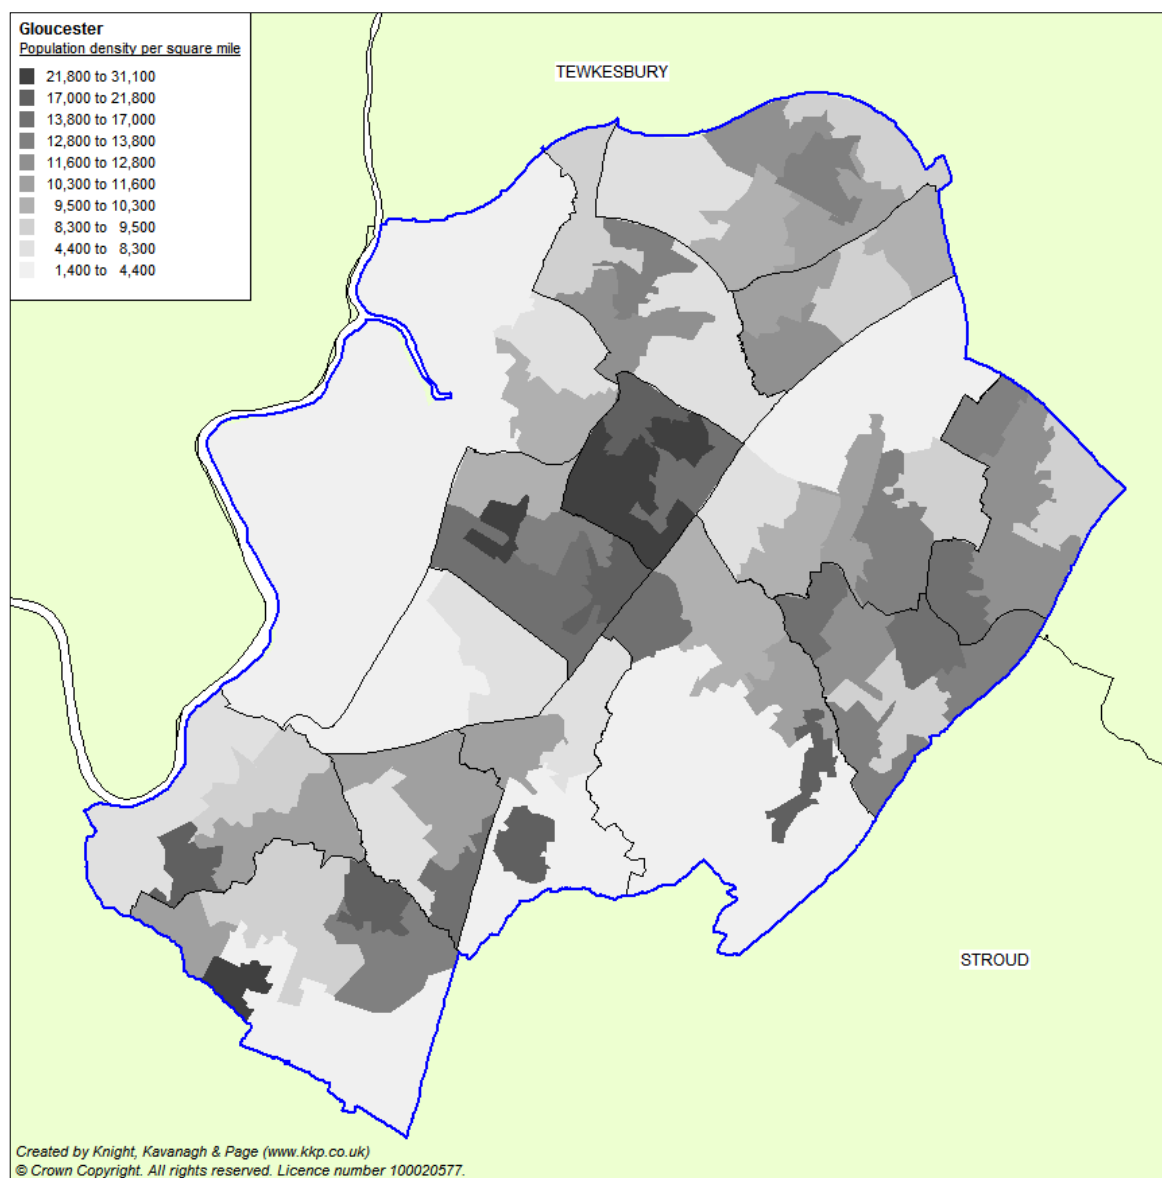 Gloucester
Population density per square mile
21,800 to 31,100
17,000 to 21,800
13,800 to 17,000
12,800 to 13,800
11,600 to 12,800
10,300 to 11,600
9,500 to 10,300
8,300 to 9,500
4,400 to 8,300
1,400 to 4,400
TEWKESBURY
STROUD
Created by Knight, Kavanagh & Page (www.kkp.co.uk)
© Crown Copyright. All rights reserved. Licence number 100020577.